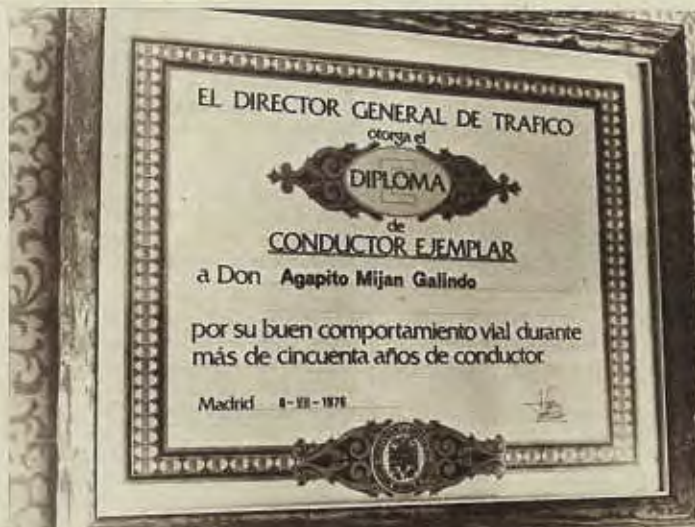 EL DIRECTOR GENERAL DE TRAFICO
otorga el
DIPLOMA
de
CONDUCTOR EJEMPLAR
a Don Agapito Mijan Galindo
por su buen comportamiento vial durante
más de cincuenta años de conductor
Madrid